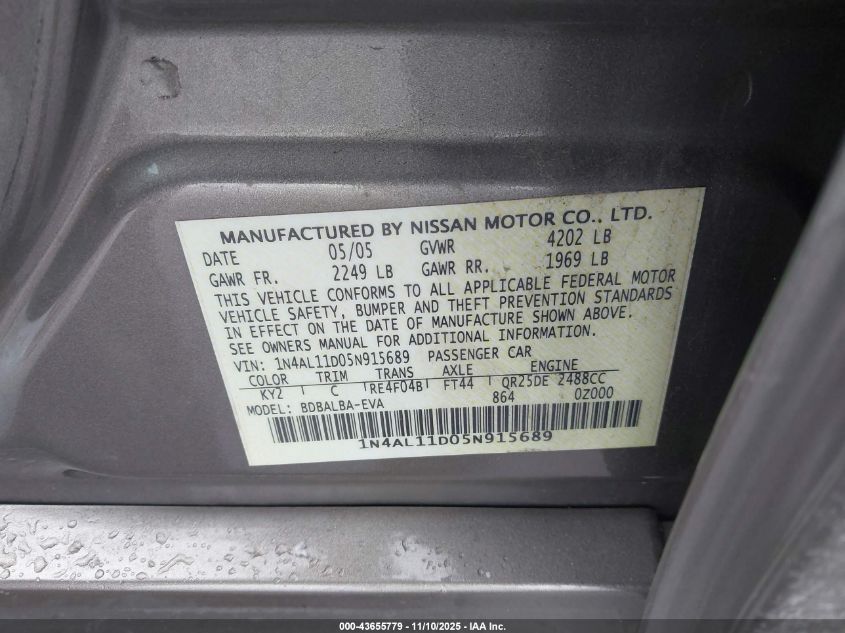 MANUFACTURED BY NISSAN MOTOR CO., LTD.
DATE 05/05 GVWR 4202 LB
GAWR FR. 2249 LB GAWR RR. 1969 LB
THIS VEHICLE CONFORMS TO ALL APPLICABLE FEDERAL MOTOR
VEHICLE SAFETY, BUMPER AND THEFT PREVENTION STANDARDS
IN EFFECT ON THE DATE OF MANUFACTURE SHOWN ABOVE.
SEE OWNERS MANUAL FOR ADDITIONAL INFORMATION.
VIN: 1N4AL11D05N915689 PASSENGER CAR
COLOR TRIM TRANS AXLE ENGINE
KY2 C RE4F04B FT44 QR25DE 2488CC
MODEL: BDBALBA-EVA 864 0Z000
1N4AL11D05N915689
000-43655779 - 11/10/2025 - IAA Inc.